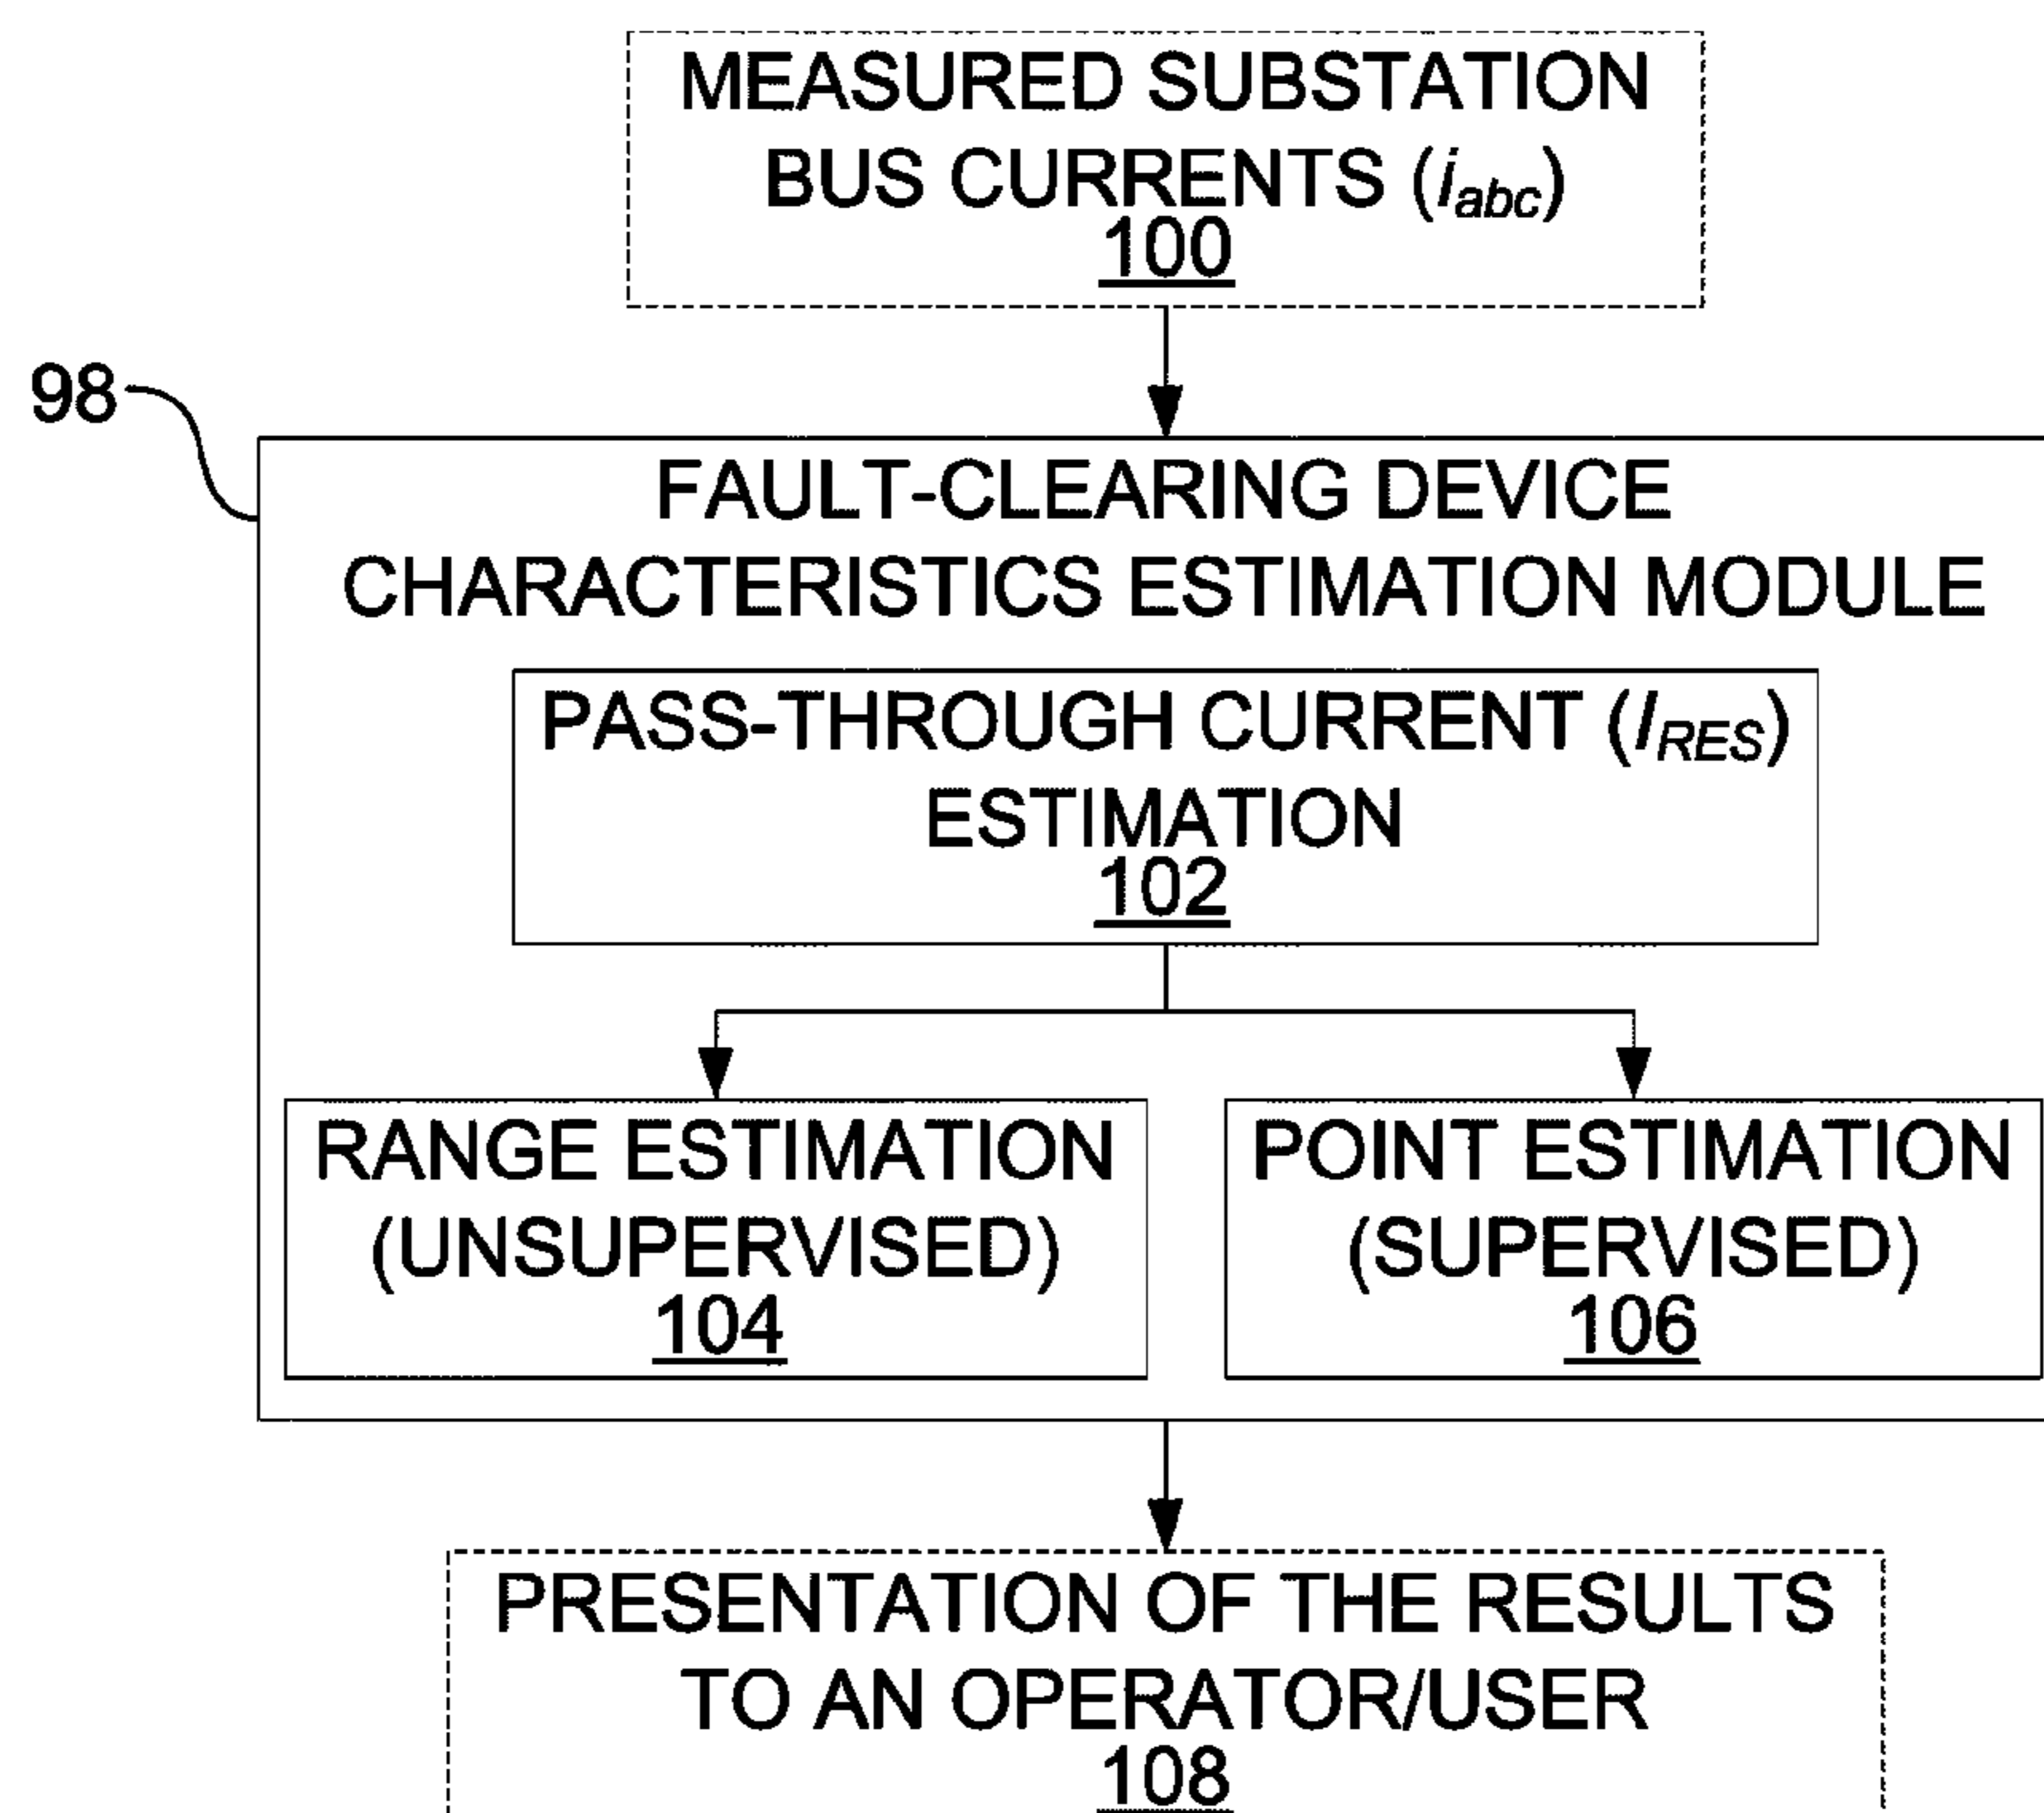 MEASURED SUBSTATION
BUS CURRENTS (iabc)
100
98
FAULT-CLEARING DEVICE
CHARACTERISTICS ESTIMATION MODULE
PASS-THROUGH CURRENT (IRES)
ESTIMATION
102
RANGE ESTIMATION
(UNSUPERVISED)
104
POINT ESTIMATION
(SUPERVISED)
106
PRESENTATION OF THE RESULTS
TO AN OPERATOR/USER
108